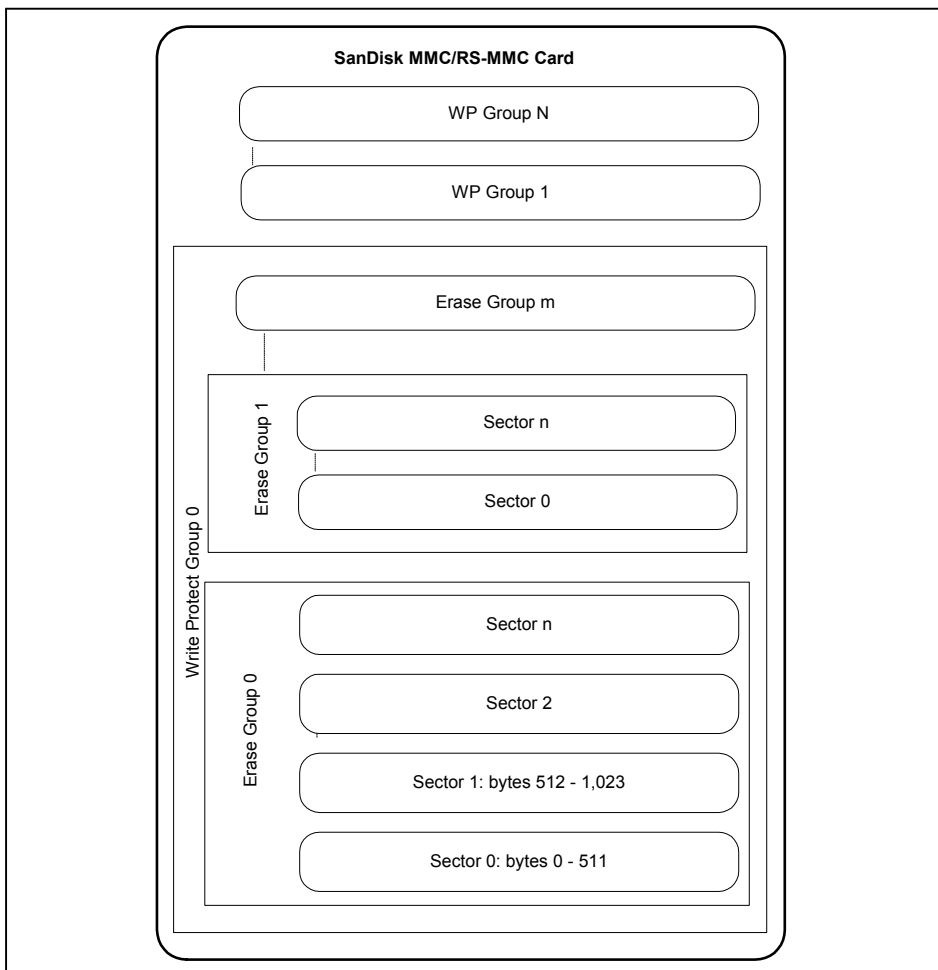 SanDisk MMC/RS-MMC Card
WP Group N
WP Group 1
Write Protect Group 0
Erase Group m
Erase Group 1
Sector n
Sector 0
Erase Group 0
Sector n
Sector 2
Sector 1: bytes 512 - 1,023
Sector 0: bytes 0 - 511